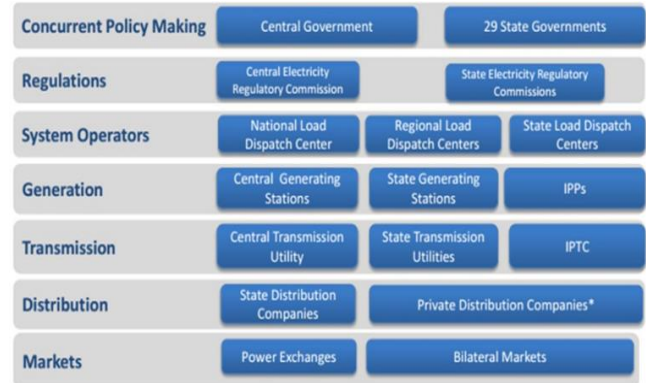 Concurrent Policy Making
Central Government
29 State Governments
Regulations
Central Electricity
Regulatory Commission
State Electricity Regulatory
Commissions
System Operators
National Load
Dispatch Center
Regional Load
Dispatch Centers
State Load Dispatch
Centers
Generation
Central Generating
Stations
State Generating
Stations
IPPs
Transmission
Central Transmission
Utility
State Transmission
Utilities
IPTC
Distribution
State Distribution
Companies
Private Distribution Companies*
Markets
Power Exchanges
Bilateral Markets